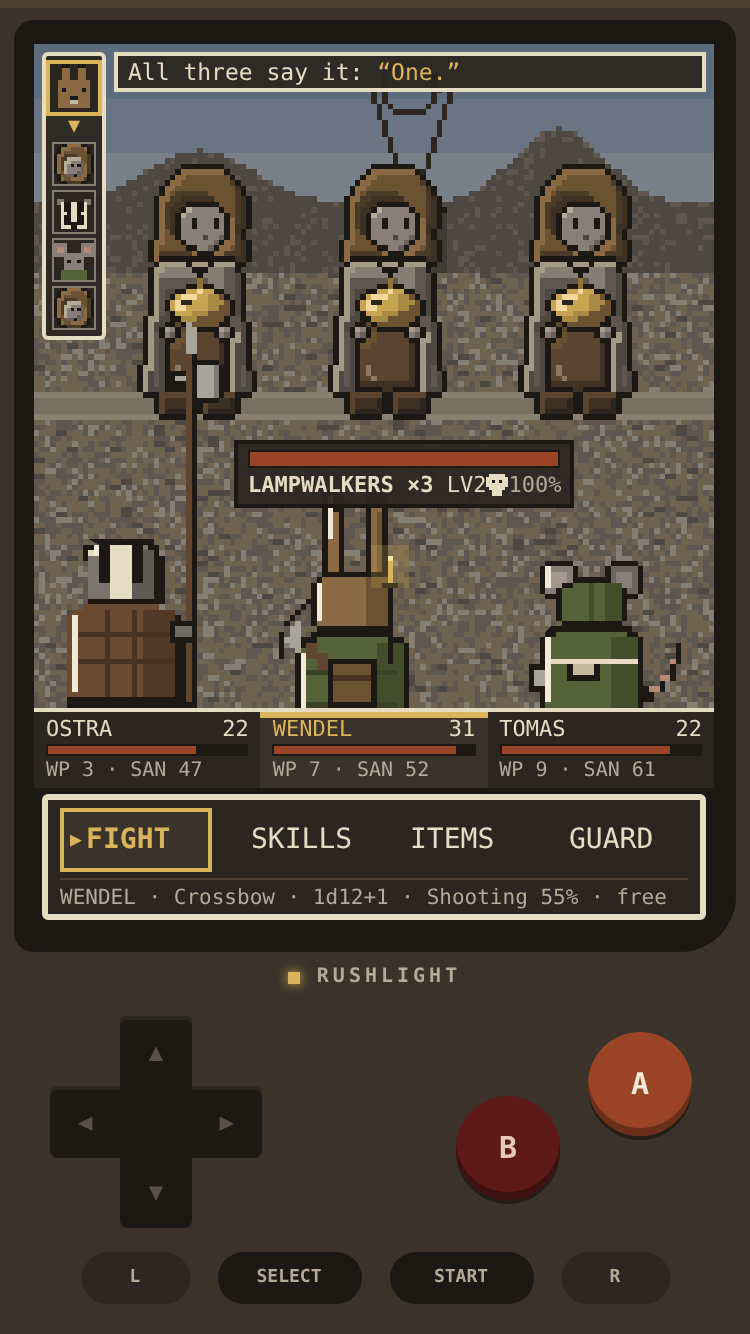 All three say it: “One.”
LAMPWALKERS ×3 LV2 100%
OSTRA 22
WP 3 · SAN 47
WENDEL 31
WP 7 · SAN 52
TOMAS 22
WP 9 · SAN 61
▶FIGHT SKILLS ITEMS GUARD
WENDEL · Crossbow · 1d12+1 · Shooting 55% · free
RUSHLIGHT
A
B
L SELECT START R